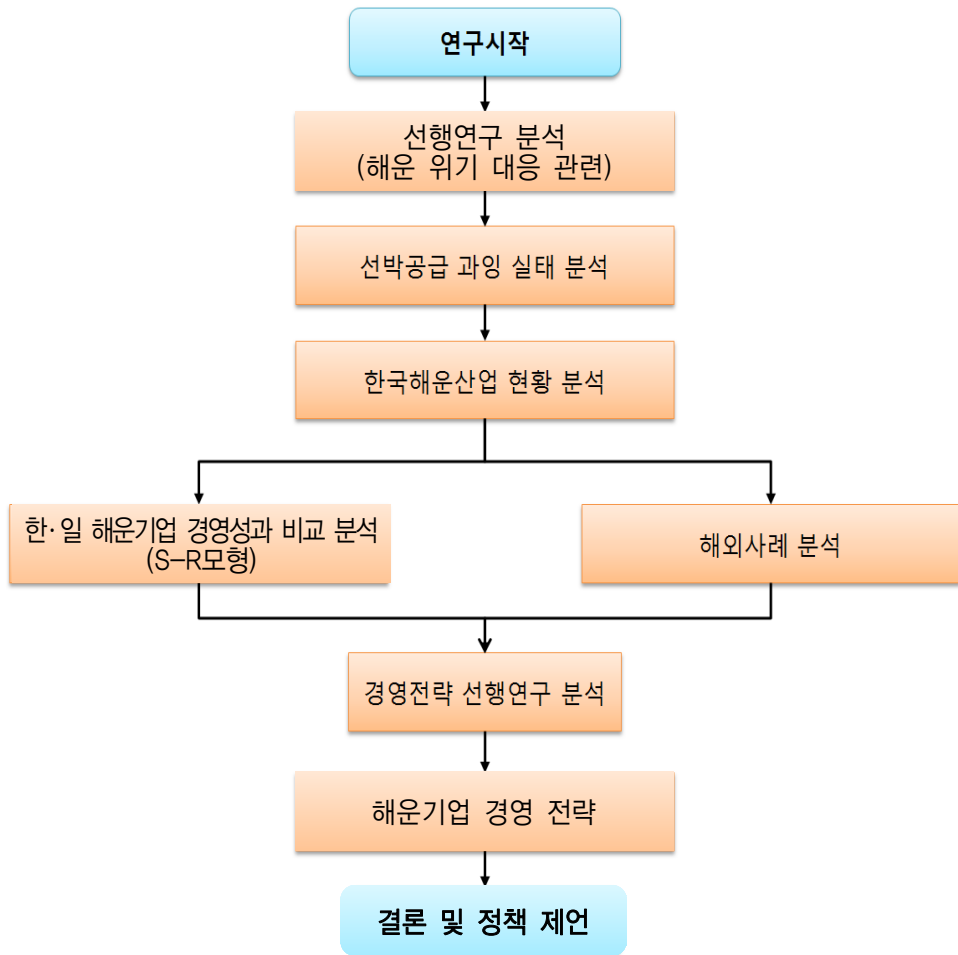 연구시작
선행연구 분석
(해운 위기 대응 관련)
선박공급 과잉 실태 분석
한국해운산업 현황 분석
한·일 해운기업 경영성과 비교 분석
(S-R모형)
해외사례 분석
경영전략 선행연구 분석
해운기업 경영 전략
결론 및 정책 제언